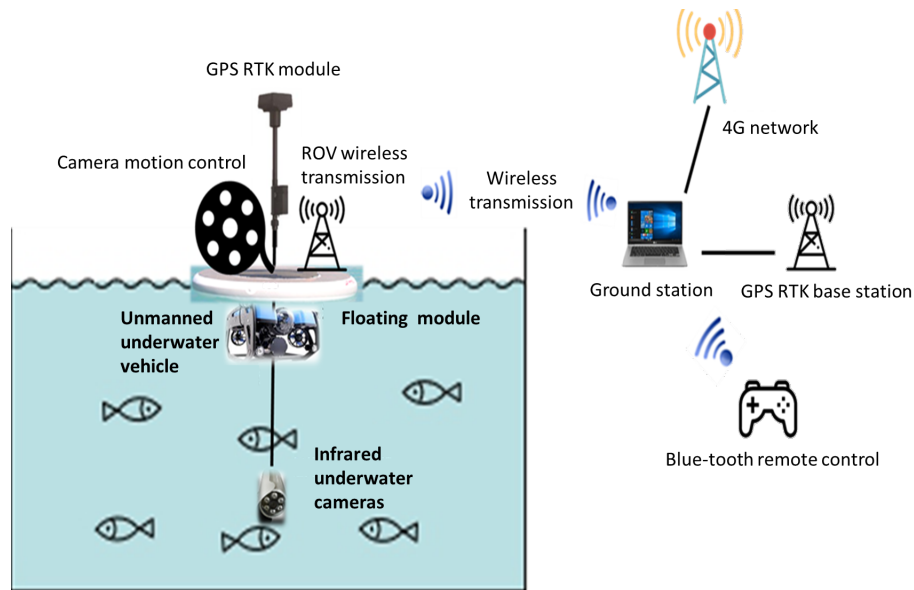 GPS RTK module
Camera motion control
ROV wireless
transmission
Wireless
transmission
4G network
Ground station
GPS RTK base station
Unmanned
underwater
vehicle
Floating module
Infrared
underwater
cameras
Blue-tooth remote control